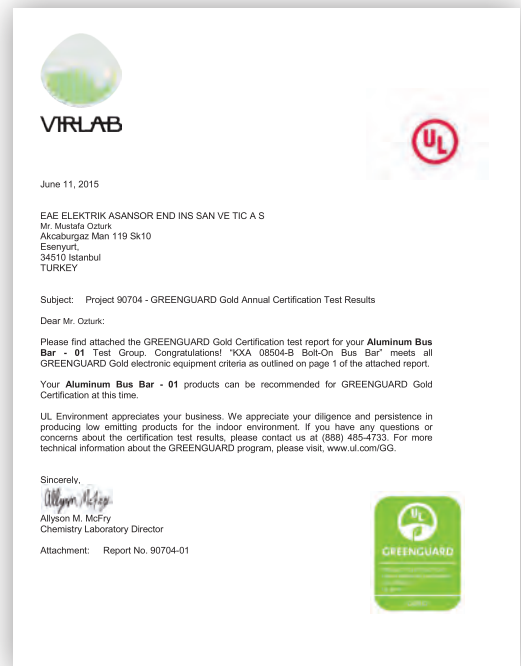 VIRLAB
UL
June 11, 2015
EAE ELEKTRIK ASANSOR END INS SAN VE TIC A S
Mr. Mustafa Ozturk
Akcaburgaz Man 119 Sk10
Esenyurt,
34510 Istanbul
TURKEY
Subject: Project 90704 - GREENGUARD Gold Annual Certification Test Results
Dear Mr. Ozturk:
Please find attached the GREENGUARD Gold Certification test report for your Aluminum Bus
Bar - 01 Test Group. Congratulations! "KXA 08504-B Bolt-On Bus Bar" meets all
GREENGUARD Gold electronic equipment criteria as outlined on page 1 of the attached report.
Your Aluminum Bus Bar - 01 products can be recommended for GREENGUARD Gold
Certification at this time.
UL Environment appreciates your business. We appreciate your diligence and persistence in
producing low emitting products for the indoor environment. If you have any questions or
concerns about the certification test results, please contact us at (888) 485-4733. For more
technical information about the GREENGUARD program, please visit, www.ul.com/GG.
Sincerely,
Allyson McFry
Allyson M. McFry
Chemistry Laboratory Director
Attachment: Report No. 90704-01
UL
GREENGUARD